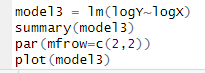 model3 = lm(logY~logX)
summary(model3)
par(mfrow=c(2,2))
plot(model3)